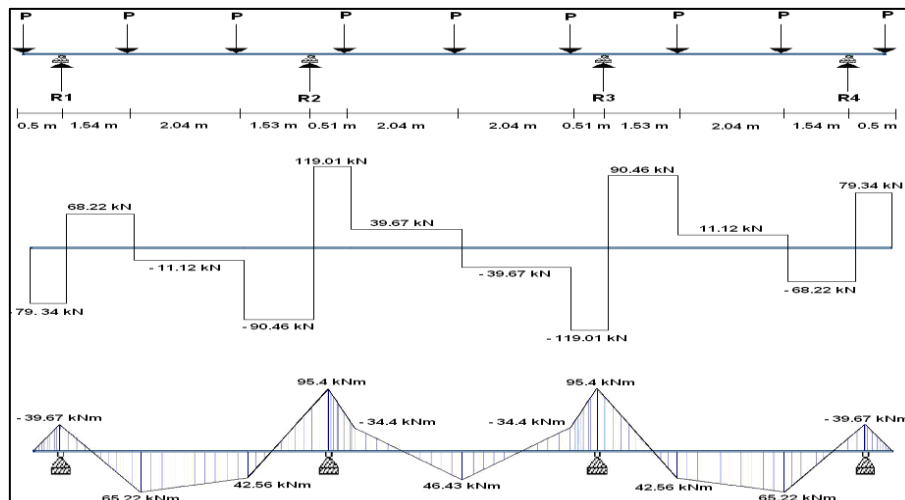 P P P P P P P P P
R1 R2 R3 R4
0.5 m 1.54 m 2.04 m 1.53 m 0.51 m 2.04 m 2.04 m 0.51 m 1.53 m 2.04 m 1.54 m 0.5 m
119.01 kN
90.46 kN
79.34 kN
68.22 kN
39.67 kN
11.12 kN
- 11.12 kN
- 39.67 kN
- 68.22 kN
- 79. 34 kN
- 90.46 kN
- 119.01 kN
95.4 kNm 95.4 kNm
- 39.67 kNm - 34.4 kNm - 34.4 kNm - 39.67 kNm
65.22 kNm 42.56 kNm 46.43 kNm 42.56 kNm 65.22 kNm